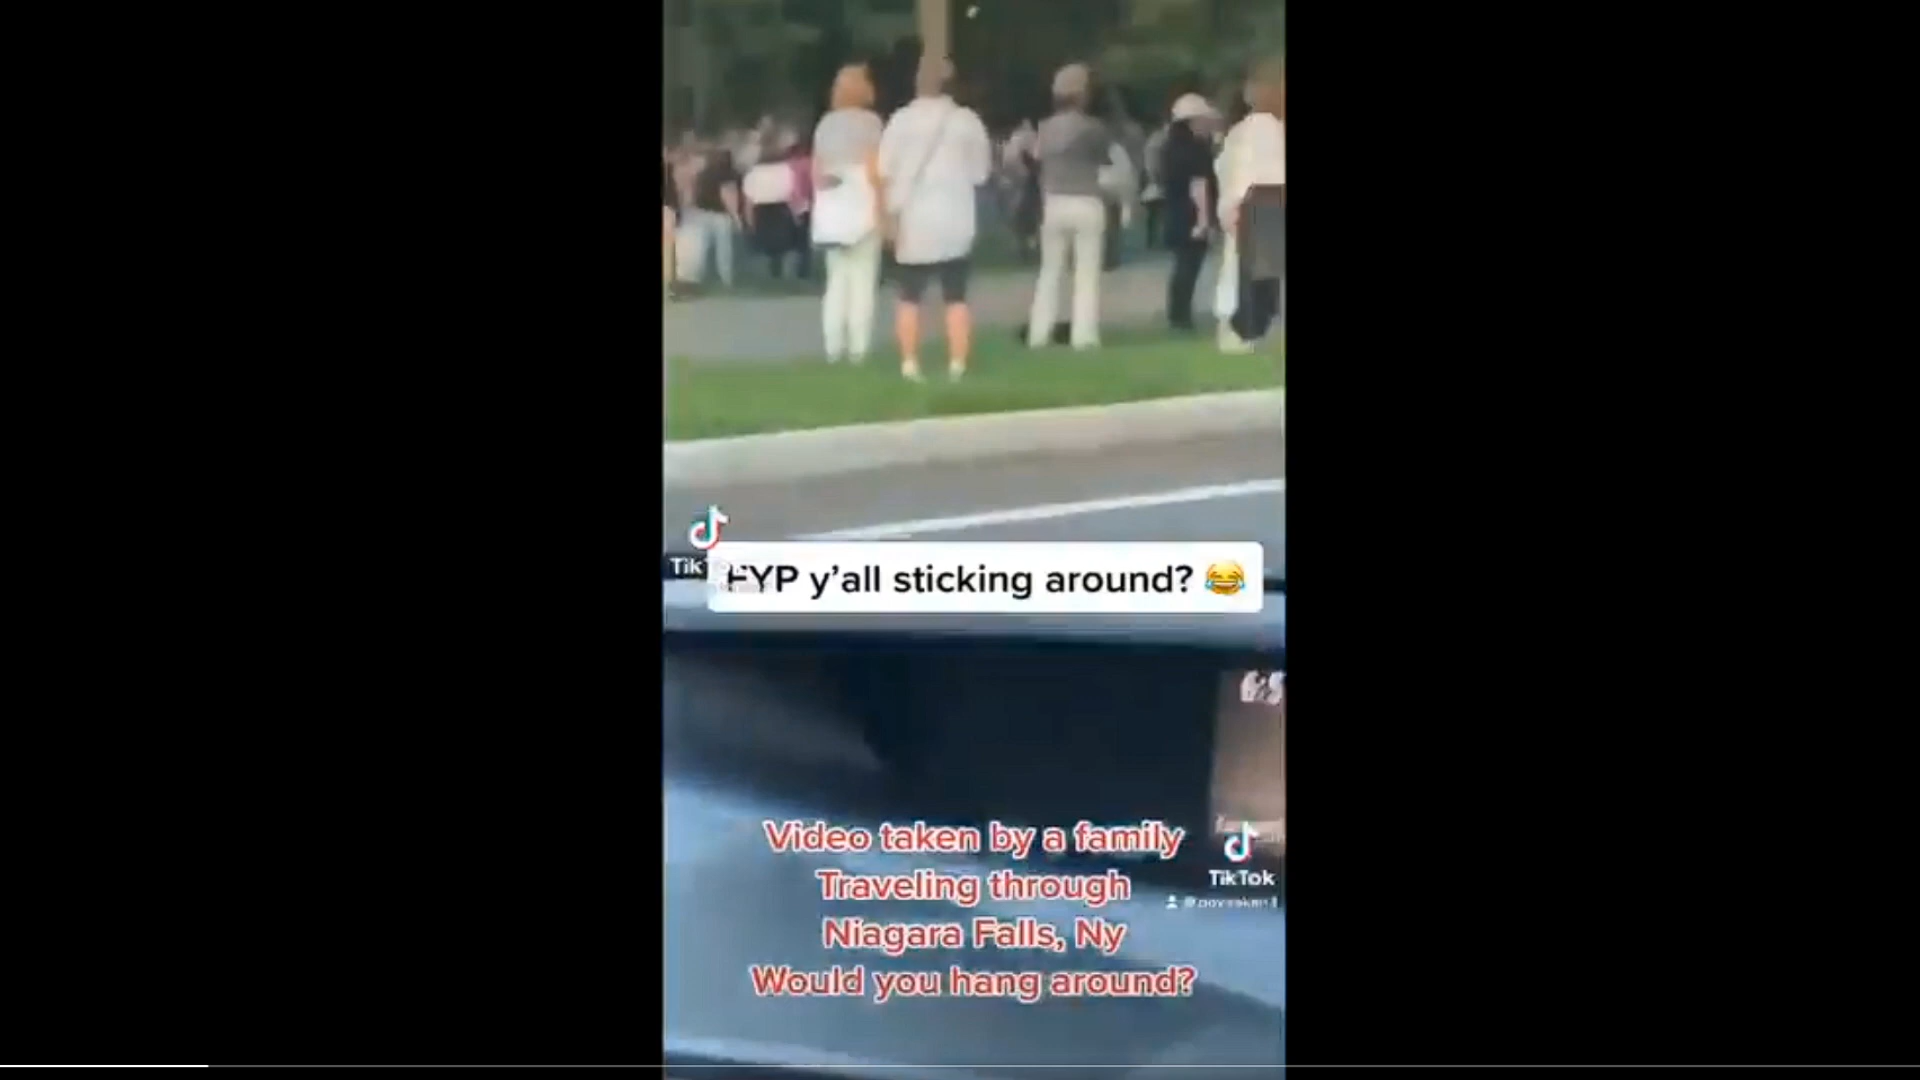 TikTok
FYP y'all sticking around? 😂
Video taken by a family
Traveling through
Niagara Falls, Ny
Would you hang around?
TikTok